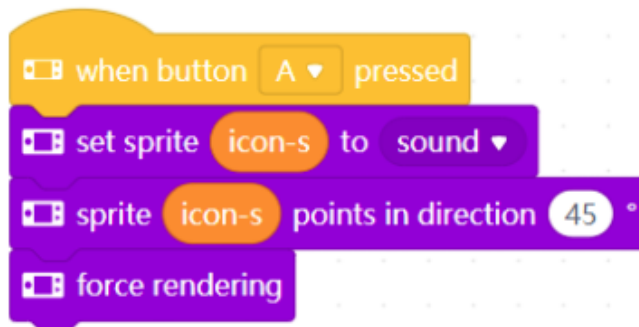 when button A pressed
set sprite icon-s to sound
sprite icon-s points in direction 45 °
force rendering